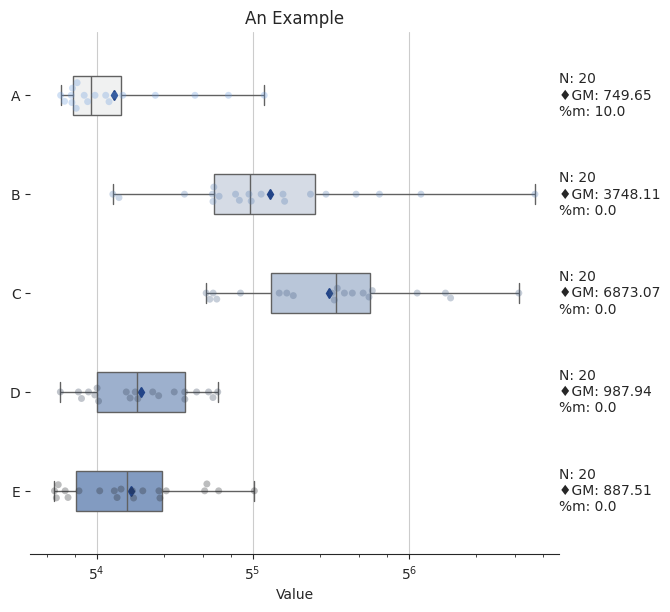 An Example
A
N: 20
♦GM: 749.65
%m: 10.0
B
N: 20
♦GM: 3748.11
%m: 0.0
C
N: 20
♦GM: 6873.07
%m: 0.0
D
N: 20
♦GM: 987.94
%m: 0.0
E
N: 20
♦GM: 887.51
%m: 0.0
5⁴ 5⁵ 5⁶
Value